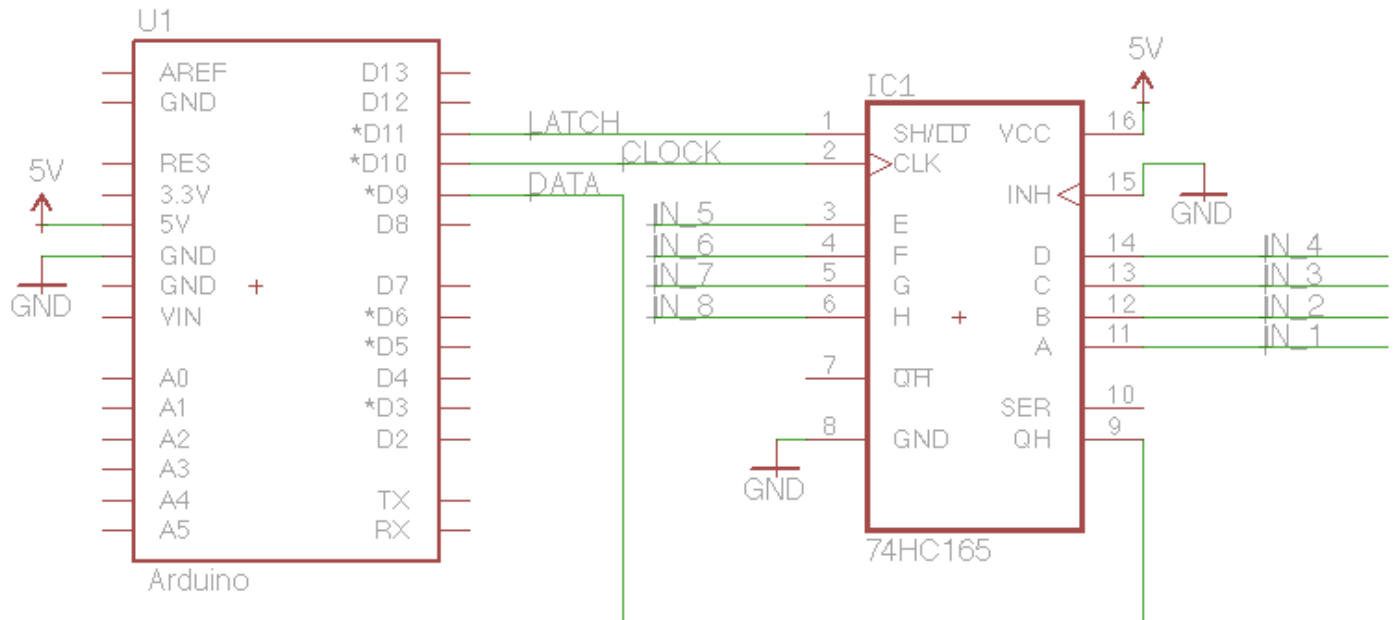 U1
AREF D13
GND D12
*D11
RES *D10
3.3V *D9
5V D8
GND
GND D7
VIN *D6
*D5
A0 D4
A1 *D3
A2 D2
A3
A4 TX
A5 RX
Arduino
5V
GND
LATCH
CLOCK
DATA
IN_5
IN_6
IN_7
IN_8
GND
IC1
1 SH/LD VCC 16
2 CLK
INH 15
3 E
4 F D 14
5 G C 13
6 H B 12
A 11
7 QH
SER 10
8 GND QH 9
74HC165
5V
GND
IN_4
IN_3
IN_2
IN_1